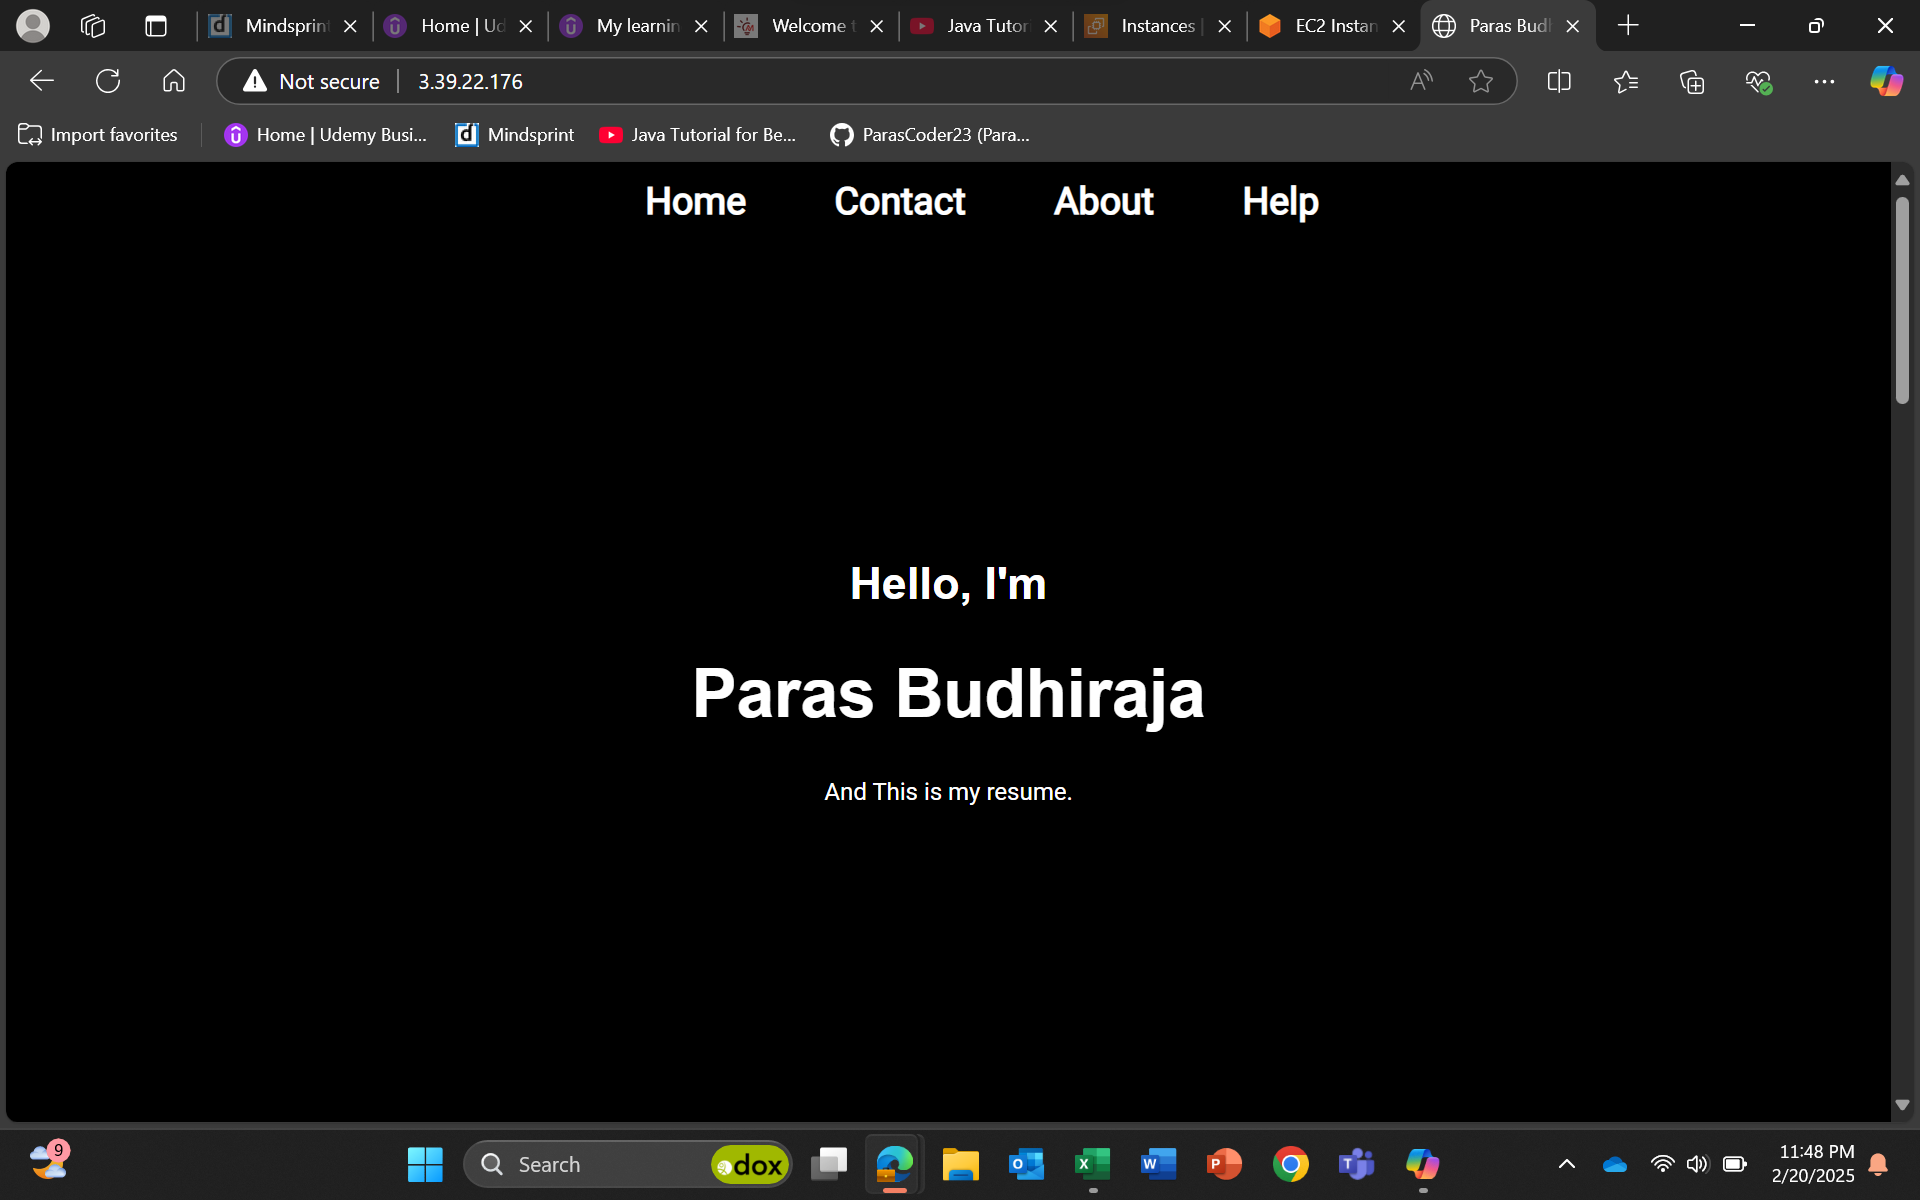 Mindsprint
Home | Ud
My learnin
Welcome t
Java Tutori
Instances |
EC2 Instan
Paras Budh
Not secure
3.39.22.176
Import favorites
Home | Udemy Busi...
Mindsprint
Java Tutorial for Be...
ParasCoder23 (Para...
Home Contact About Help
Hello, I'm
Paras Budhiraja
And This is my resume.
9
Search
dox
11:48 PM
2/20/2025